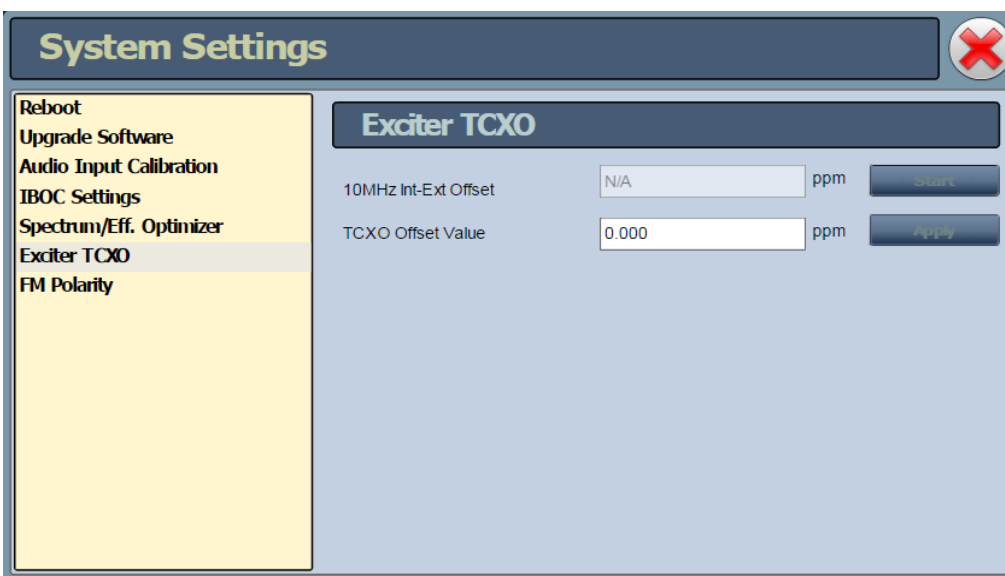 System Settings
Reboot
Upgrade Software
Audio Input Calibration
IBOC Settings
Spectrum/Eff. Optimizer
Exciter TCXO
FM Polarity
Exciter TCXO
10MHz Int-Ext Offset N/A ppm Start
TCXO Offset Value 0.000 ppm Apply